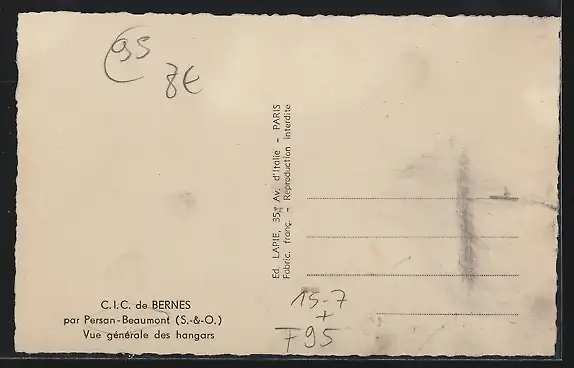 95
8€
Ed. LAPIE, 35, Av. d'Italie - PARIS
Fabric. franç. - Reproduction interdite
C.I.C. de BERNES
par Persan-Beaumont (S.-&-O.)
Vue générale des hangars
15-7
+
F95